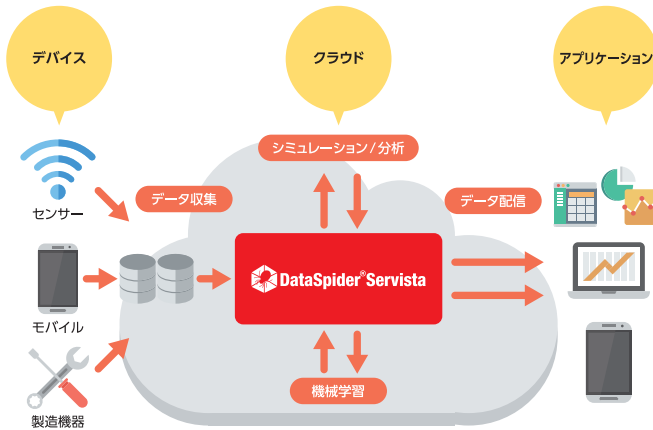 デバイス
クラウド
アプリケーション
シミュレーション/分析
センサー
データ収集
データ配信
DataSpider® Servista
モバイル
機械学習
製造機器